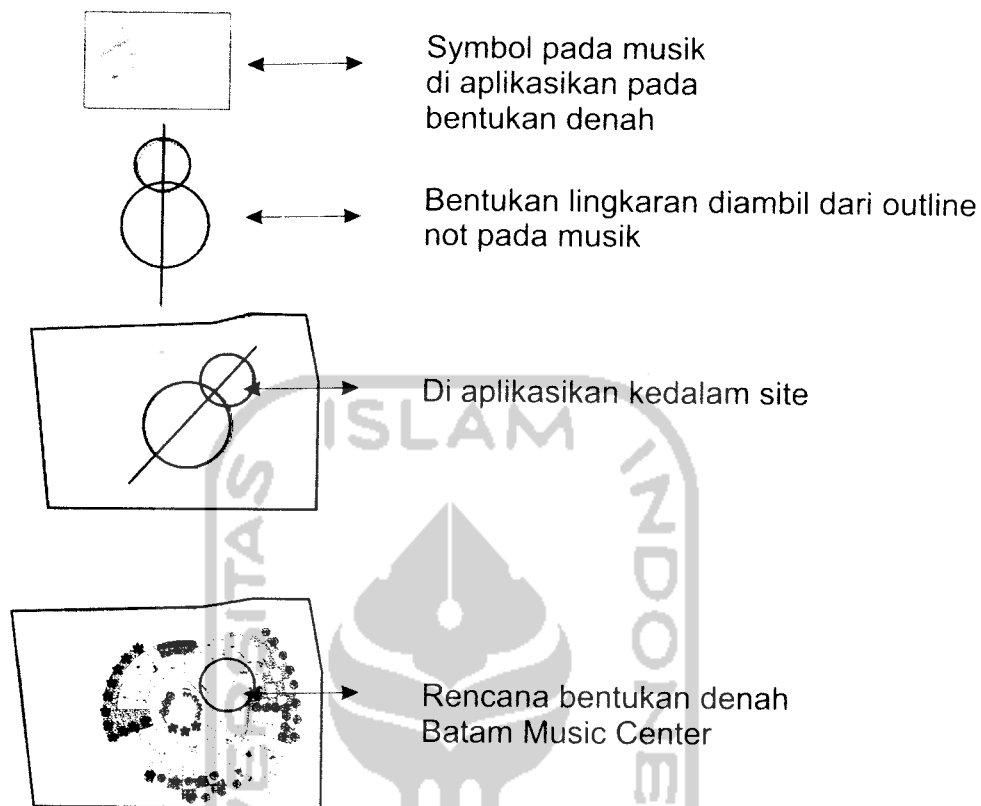 Symbol pada musik
di aplikasikan pada
bentukan denah
Bentukan lingkaran diambil dari outline
not pada musik
Di aplikasikan kedalam site
ISLAM
Rencana bentukan denah
Batam Music Center